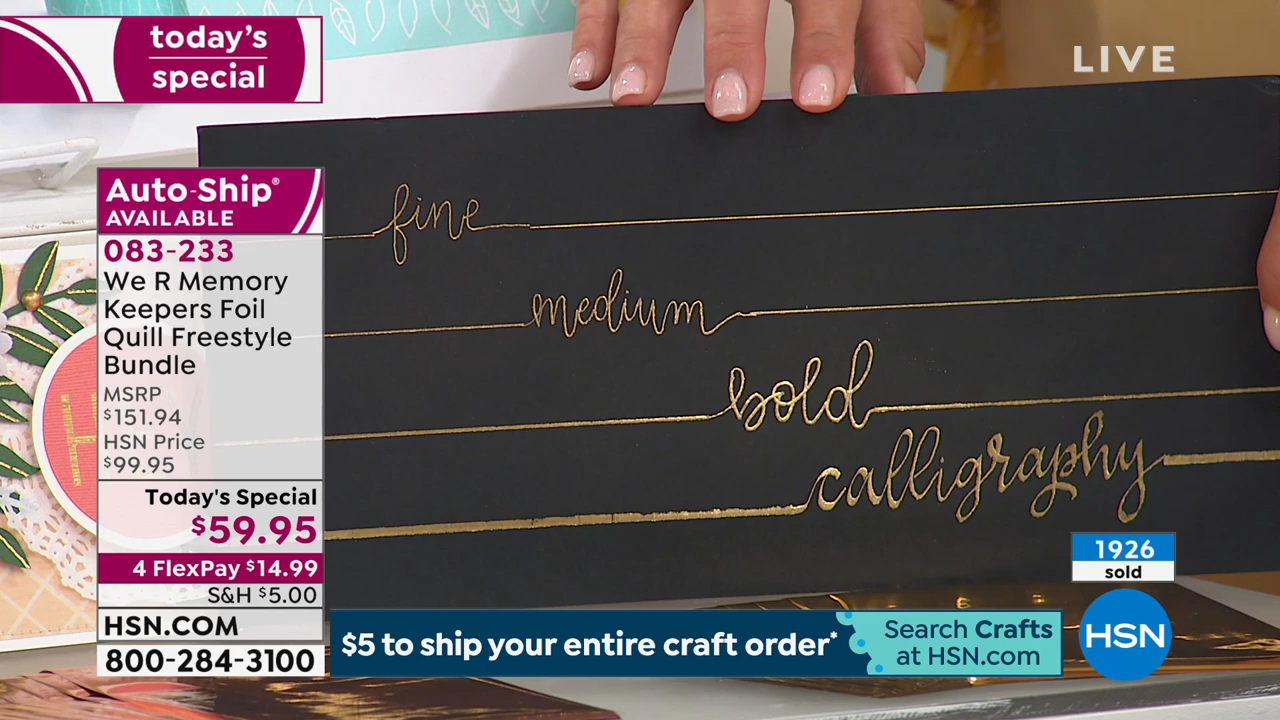 today's
special
LIVE
Auto-Ship®
AVAILABLE
083-233
We R Memory
Keepers Foil
Quill Freestyle
Bundle
MSRP
$151.94
HSN Price
$99.95
Today's Special
$59.95
4 FlexPay $14.99
S&H $5.00
HSN.COM
800-284-3100
fine
medium
bold
calligraphy
1926
sold
$5 to ship your entire craft order*
Search Crafts
at HSN.com
HSN